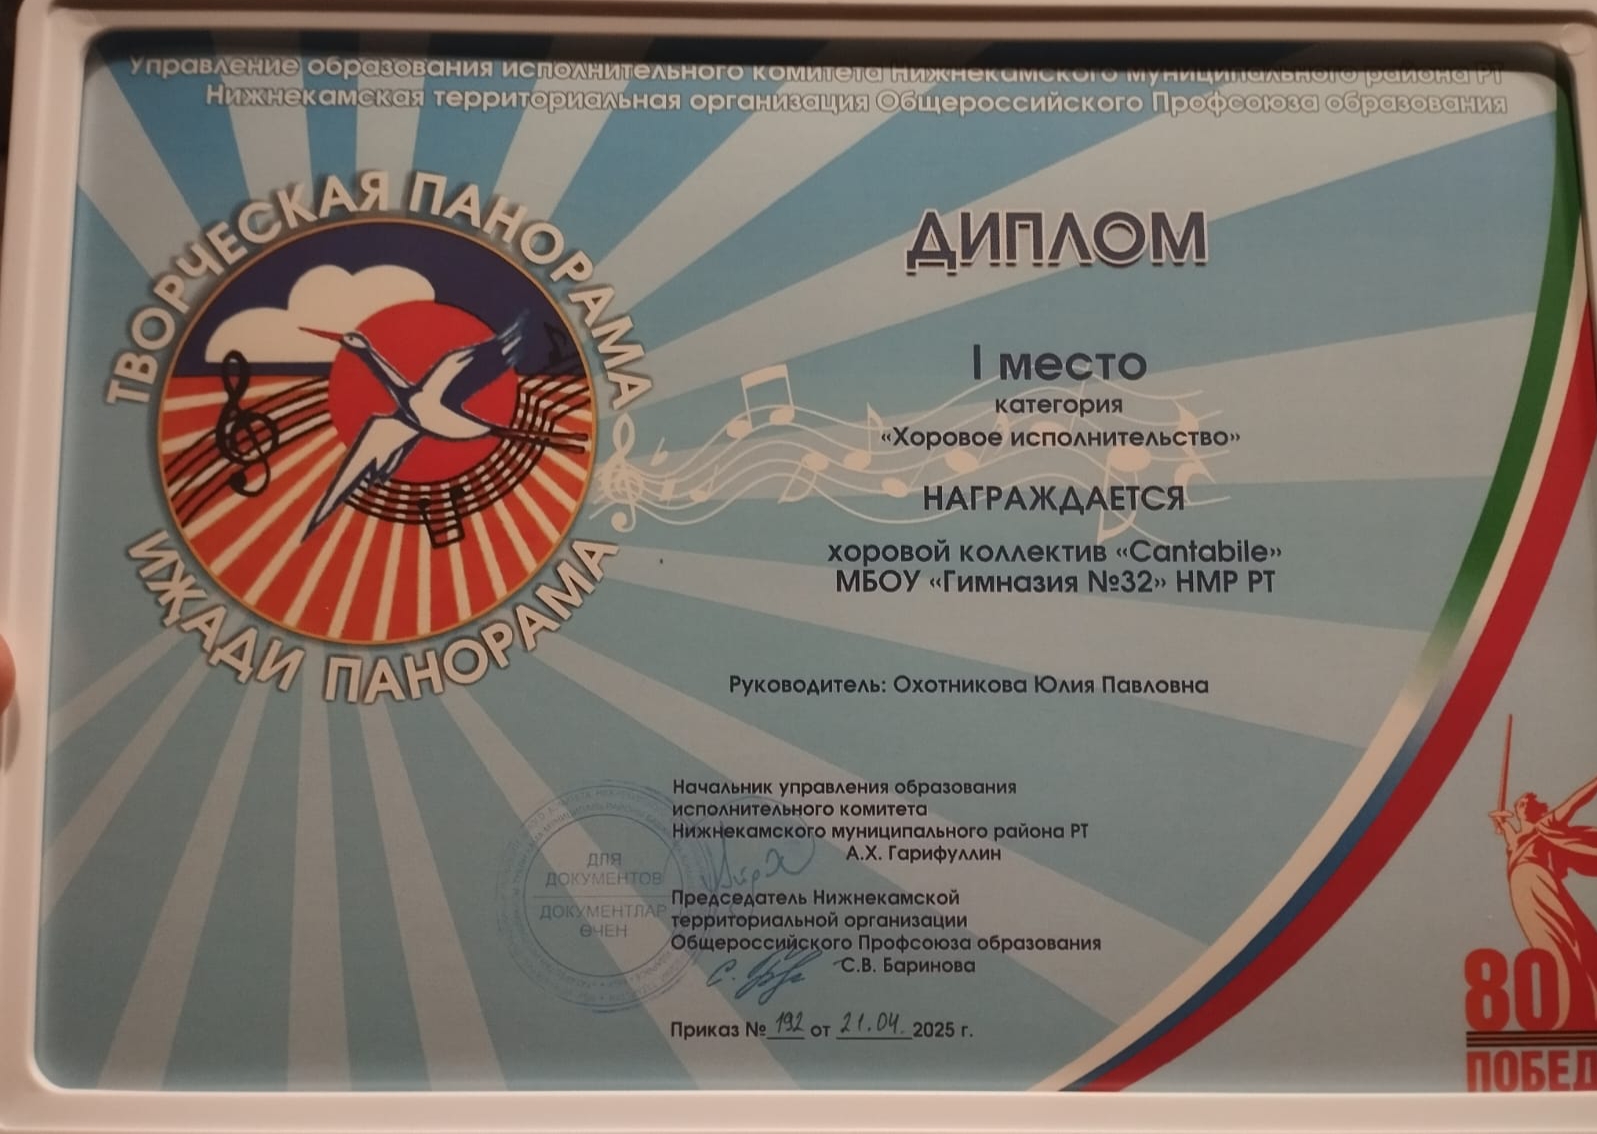 Управление образования исполнительного комитета Нижнекамского муниципального района РТ
Нижнекамская территориальная организация Общероссийского Профсоюза образования
ТВОРЧЕСКАЯ ПАНОРАМА
ИҖАДИ ПАНОРАМА
ДИПЛОМ
I место
категория
«Хоровое исполнительство»
НАГРАЖДАЕТСЯ
хоровой коллектив «Cantabile»
МБОУ «Гимназия №32» НМР РТ
Руководитель: Охотникова Юлия Павловна
Начальник управления образования
исполнительного комитета
Нижнекамского муниципального района РТ
А.Х. Гарифуллин
ДЛЯ
ДОКУМЕНТОВ
ДОКУМЕНТЛАР
ӨЧЕН
Председатель Нижнекамской
территориальной организации
Общероссийского Профсоюза образования
С.В. Баринова
Приказ № 192 от 21.04. 2025 г.
80
ПОБЕД